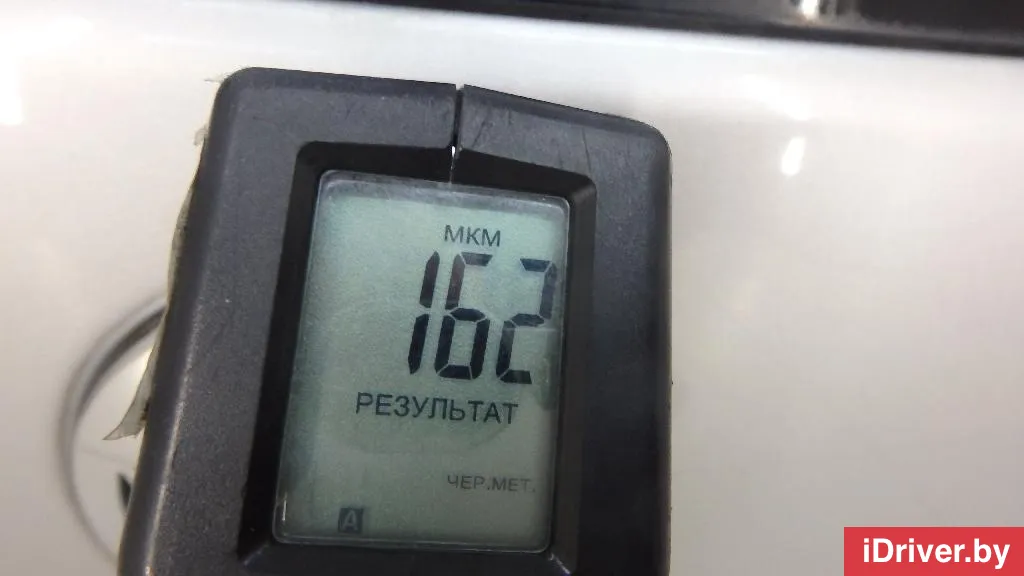 МКМ
162
РЕЗУЛЬТАТ
ЧЕР.МЕТ.
A
iDriver.by